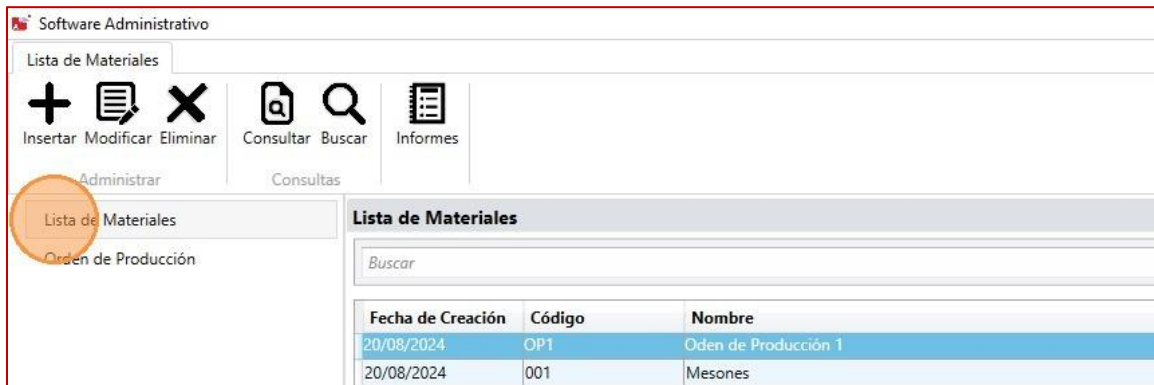 Software Administrativo
Lista de Materiales
Insertar Modificar Eliminar Consultar Buscar Informes
Administrar Consultas
Lista de Materiales
Orden de Producción
Lista de Materiales
Buscar
Fecha de Creación Código Nombre
20/08/2024 OP1 Oden de Producción 1
20/08/2024 001 Mesones